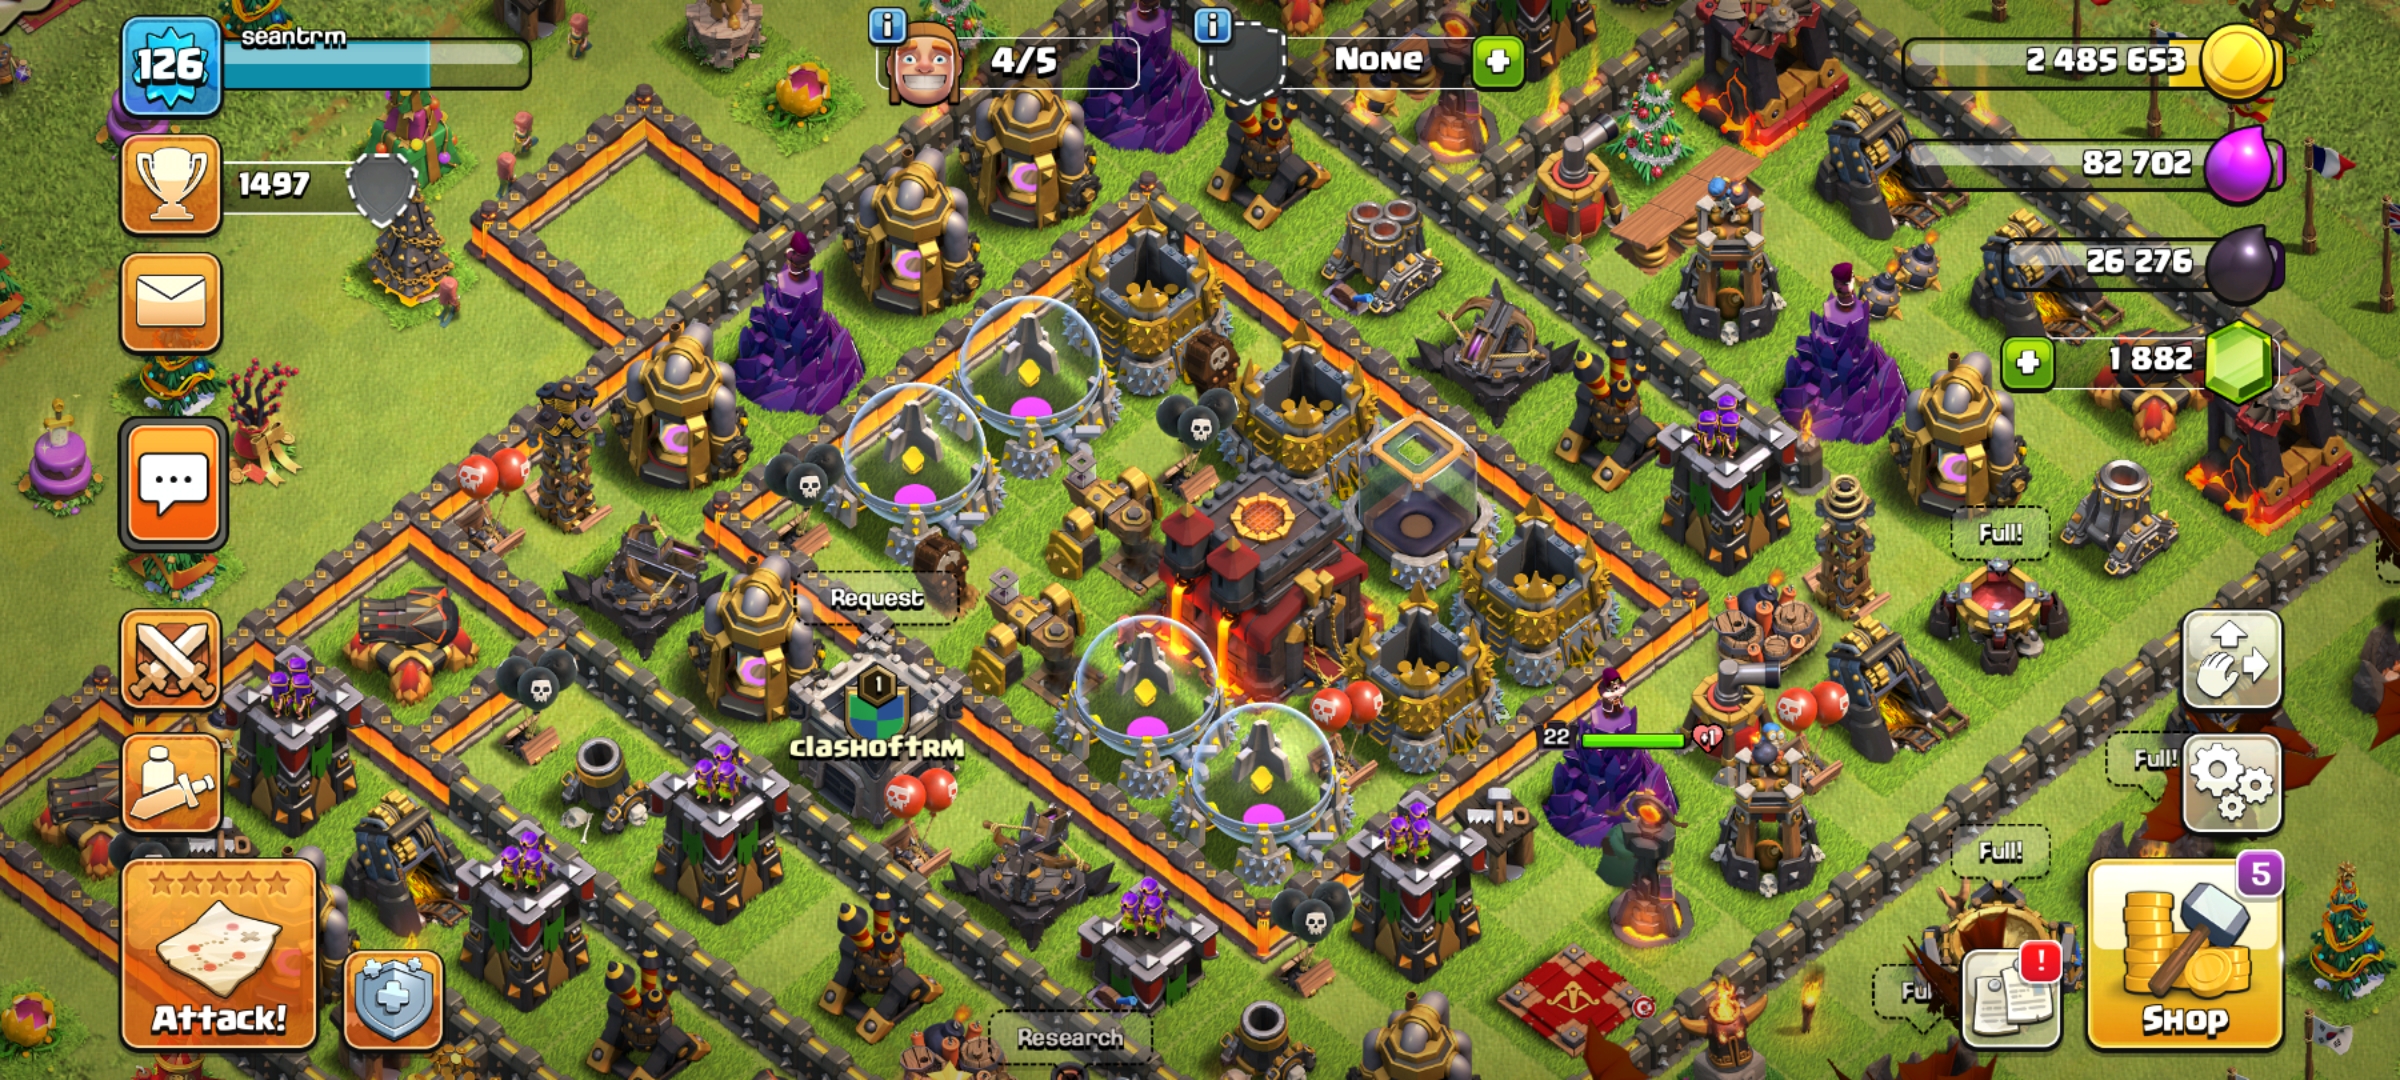 126
seantrm
4/5
None
2 485 653
1497
82 702
26 276
1 882
Full!
Request
1
clashoftRM
22
+1
Full!
Full!
5
Attack!
Research
Shop